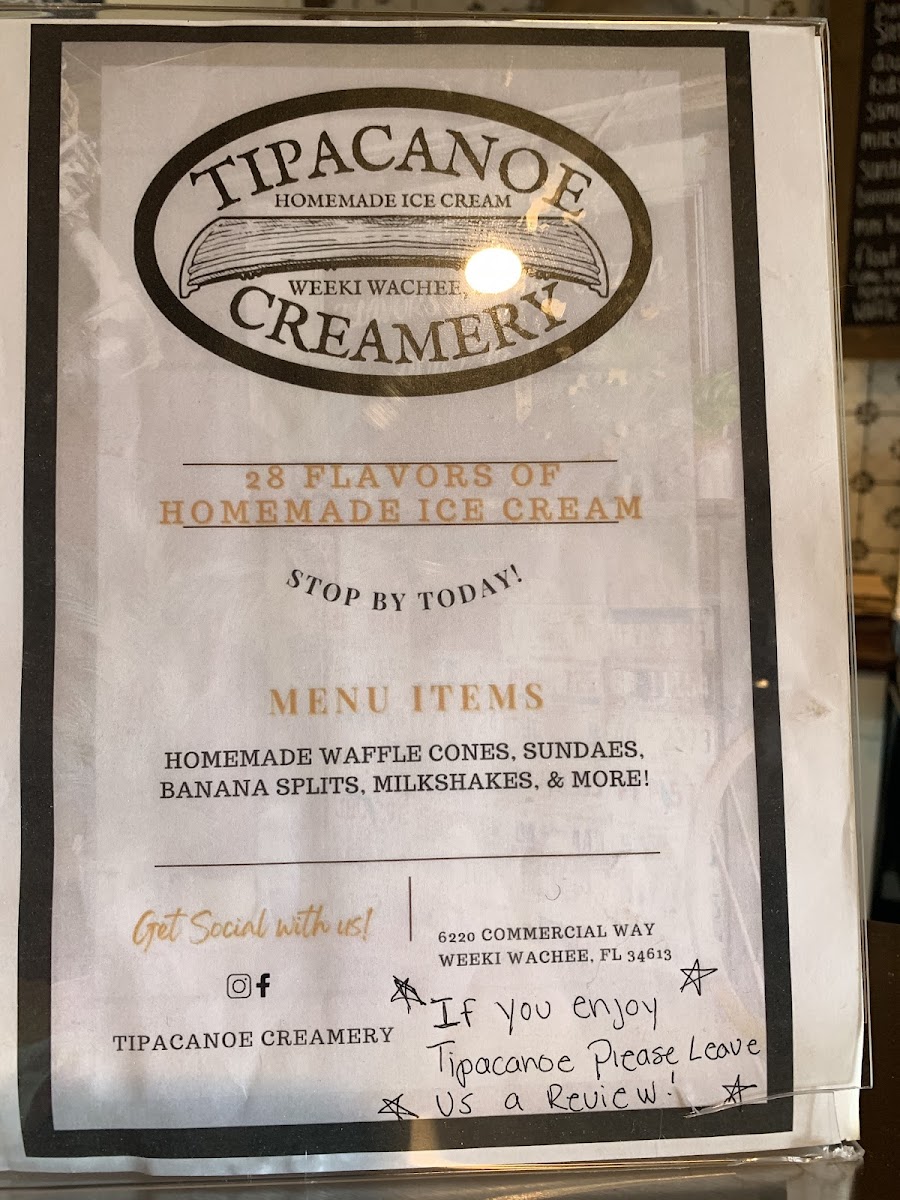 TIPACANOE
HOMEMADE ICE CREAM
WEEKI WACHEE,
CREAMERY
28 FLAVORS OF
HOMEMADE ICE CREAM
STOP BY TODAY!
MENU ITEMS
HOMEMADE WAFFLE CONES, SUNDAES,
BANANA SPLITS, MILKSHAKES, & MORE!
Get Social with us!
TIPACANOE CREAMERY
6220 COMMERCIAL WAY
WEEKI WACHEE, FL 34613
If you enjoy
Tipacanoe Please Leave
us a Review!